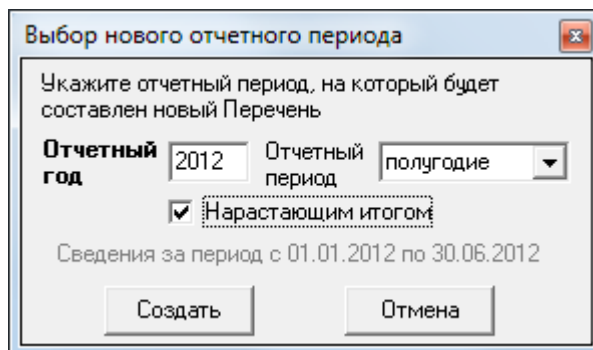 Выбор нового отчетного периода
Укажите отчетный период, на который будет
составлен новый Перечень
Отчетный год 2012 Отчетный период полугодие
Нарастающим итогом
Сведения за период с 01.01.2012 по 30.06.2012
Создать Отмена